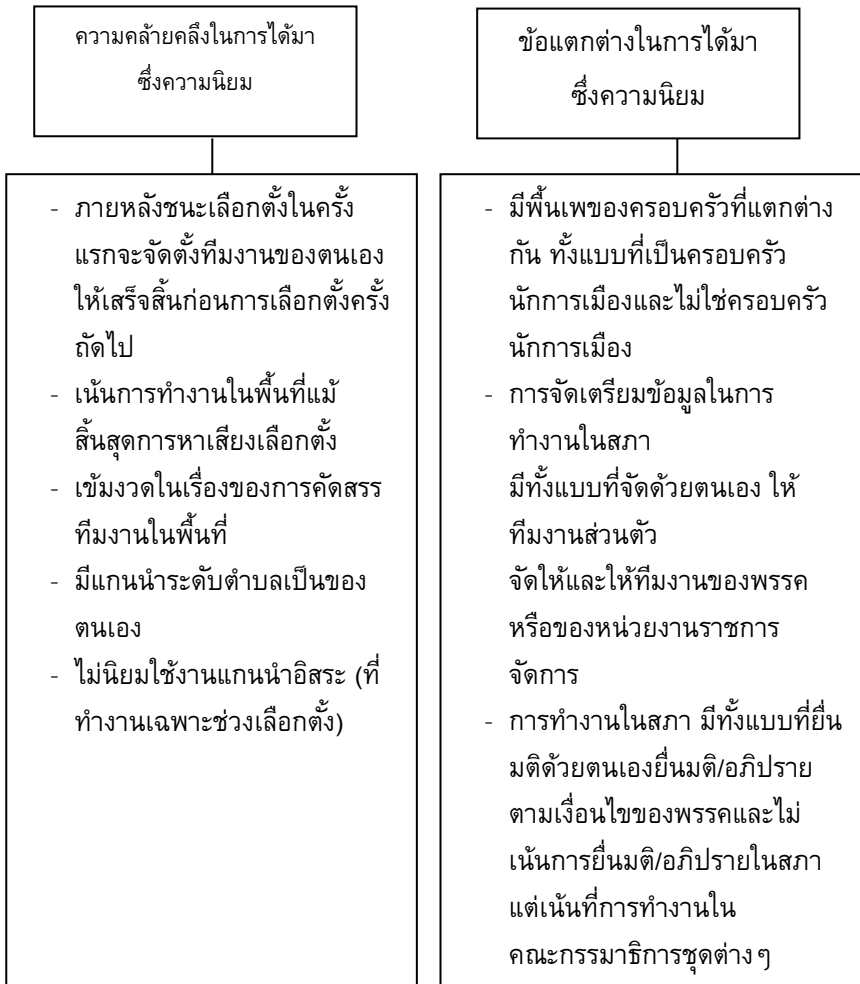 ความคล้ายคลึงในการได้มา
ซึ่งความนิยม
- ภายหลังชนะเลือกตั้งในครั้ง
แรกจะจัดตั้งทีมงานของตนเอง
ให้เสร็จสิ้นก่อนการเลือกตั้งครั้ง
ถัดไป
- เน้นการทำงานในพื้นที่แม้
สิ้นสุดการหาเสียงเลือกตั้ง
- เข้มงวดในเรื่องของการคัดสรร
ทีมงานในพื้นที่
- มีแกนนำระดับตำบลเป็นของ
ตนเอง
- ไม่นิยมใช้งานแกนนำอิสระ (ที่
ทำงานเฉพาะช่วงเลือกตั้ง)
ข้อแตกต่างในการได้มา
ซึ่งความนิยม
- มีพื้นเพของครอบครัวที่แตกต่าง
กัน ทั้งแบบที่เป็นครอบครัว
นักการเมืองและไม่ใช่ครอบครัว
นักการเมือง
- การจัดเตรียมข้อมูลในการ
ทำงานในสภา
มีทั้งแบบที่จัดด้วยตนเอง ให้
ทีมงานส่วนตัว
จัดให้และให้ทีมงานของพรรค
หรือของหน่วยงานราชการ
จัดการ
- การทำงานในสภา มีทั้งแบบที่ยื่น
มติด้วยตนเองยื่นมติ/อภิปราย
ตามเงื่อนไขของพรรคและไม่
เน้นการยื่นมติ/อภิปรายในสภา
แต่เน้นที่การทำงานใน
คณะกรรมาธิการชุดต่าง ๆ